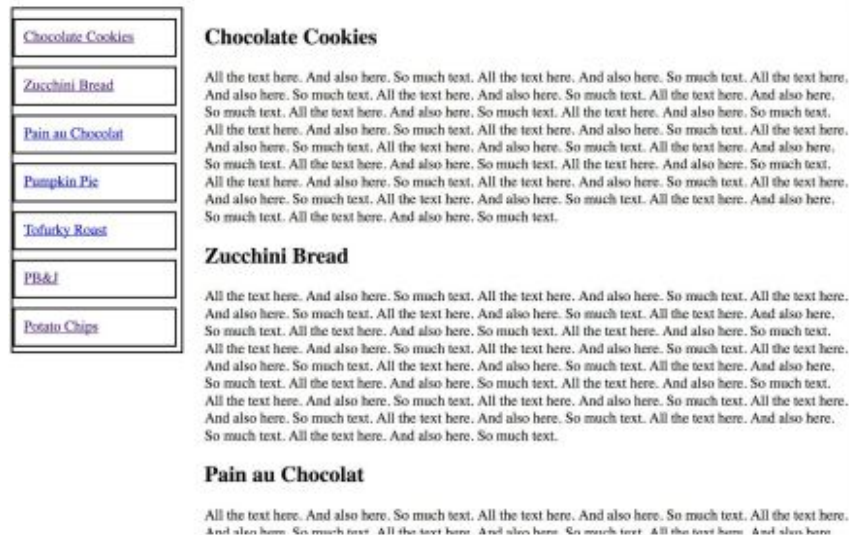 Chocolate Cookies
Zucchini Bread
Pain au Chocolat
Pumpkin Pie
Tofurky Roast
PB&J
Potato Chips
Chocolate Cookies
All the text here. And also here. So much text. All the text here. And also here. So much text. All the text here.
And also here. So much text. All the text here. And also here. So much text. All the text here. And also here.
So much text. All the text here. And also here. So much text. All the text here. And also here. So much text.
All the text here. And also here. So much text. All the text here. And also here. So much text. All the text here.
And also here. So much text. All the text here. And also here. So much text. All the text here. And also here.
So much text. All the text here. And also here. So much text. All the text here. And also here. So much text.
All the text here. And also here. So much text. All the text here. And also here. So much text. All the text here.
And also here. So much text. All the text here. And also here. So much text. All the text here. And also here.
So much text. All the text here. And also here. So much text.
Zucchini Bread
All the text here. And also here. So much text. All the text here. And also here. So much text. All the text here.
And also here. So much text. All the text here. And also here. So much text. All the text here. And also here.
So much text. All the text here. And also here. So much text. All the text here. And also here. So much text.
All the text here. And also here. So much text. All the text here. And also here. So much text. All the text here.
And also here. So much text. All the text here. And also here. So much text. All the text here. And also here.
So much text. All the text here. And also here. So much text. All the text here. And also here. So much text.
All the text here. And also here. So much text. All the text here. And also here. So much text. All the text here.
And also here. So much text. All the text here. And also here. So much text. All the text here. And also here.
So much text. All the text here. And also here. So much text.
Pain au Chocolat
All the text here. And also here. So much text. All the text here. And also here. So much text. All the text here.
And also here. So much text. All the text here. And also here. So much text. All the text here. And also here.